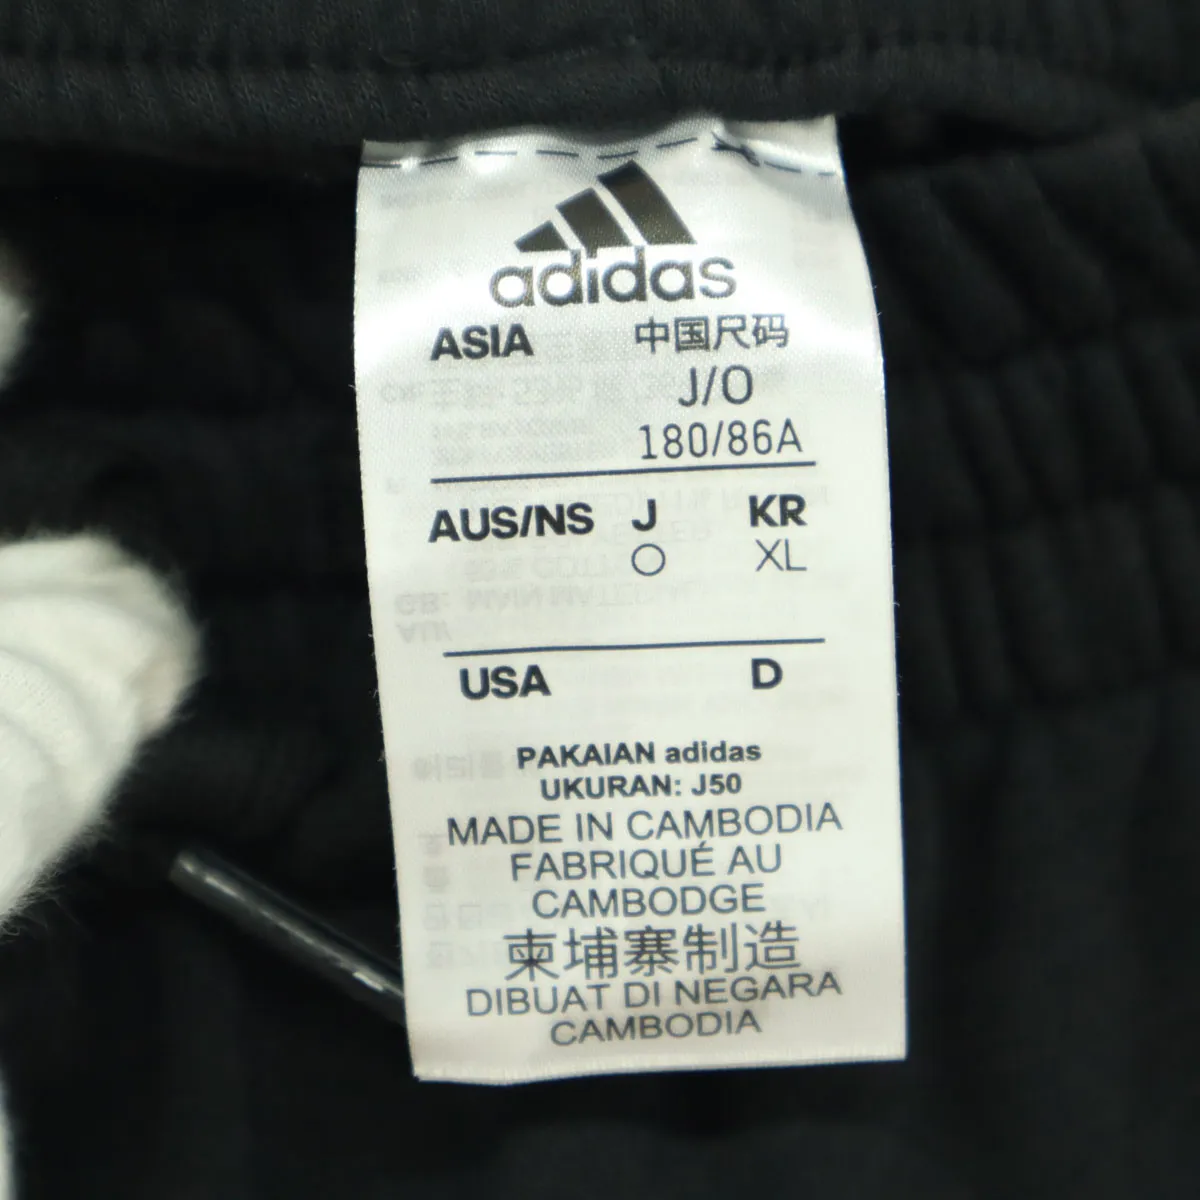 adidas
ASIA 中国尺码
J/O
180/86A
AUS/NS J KR
O XL
USA D
PAKAIAN adidas
UKURAN: J50
MADE IN CAMBODIA
FABRIQUÉ AU
CAMBODGE
柬埔寨制造
DIBUAT DI NEGARA
CAMBODIA